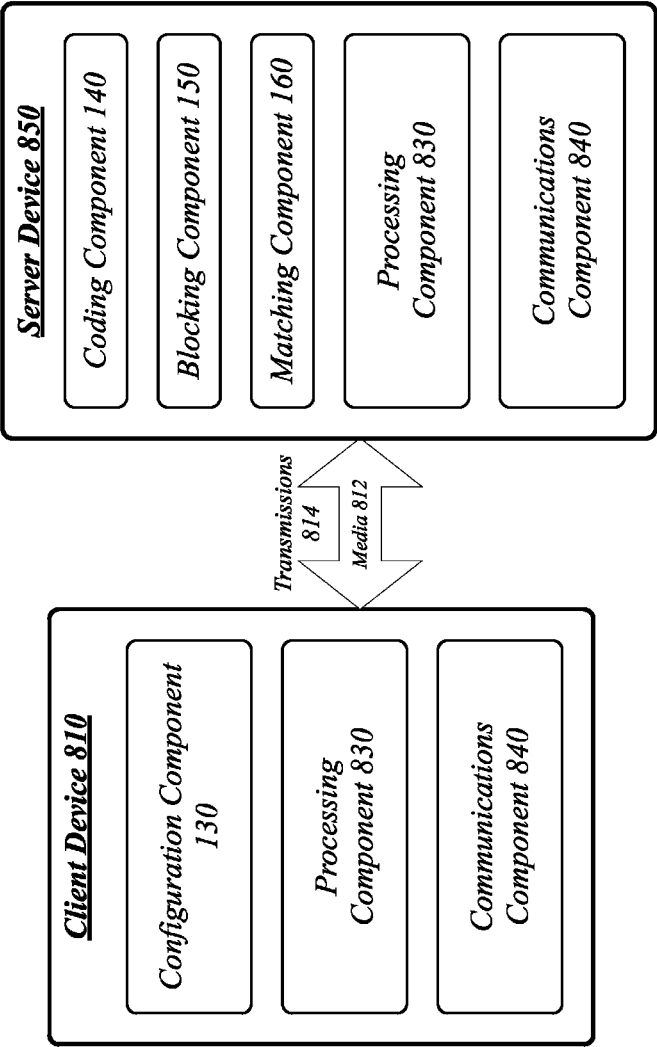 Client Device 810
Configuration Component
130
Processing
Component 830
Communications
Component 840
Transmissions
814
Media 812
Server Device 850
Coding Component 140
Blocking Component 150
Matching Component 160
Processing
Component 830
Communications
Component 840